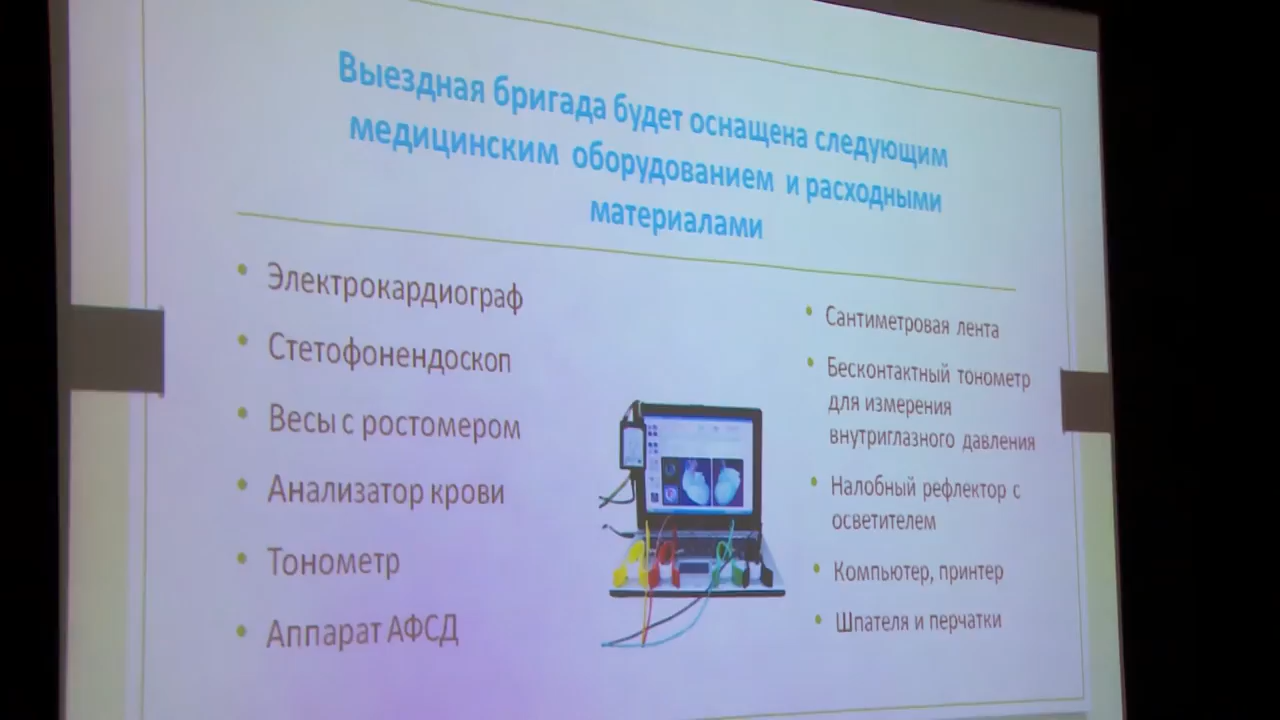 Выездная бригада будет оснащена следующим
медицинским оборудованием и расходными
материалами
• Электрокардиограф
• Стетофонендоскоп
• Весы с ростомером
• Анализатор крови
• Тонометр
• Аппарат АФСД
• Сантиметровая лента
• Бесконтактный тонометр
для измерения
внутриглазного давления
• Налобный рефлектор с
осветителем
• Компьютер, принтер
• Шпателя и перчатки